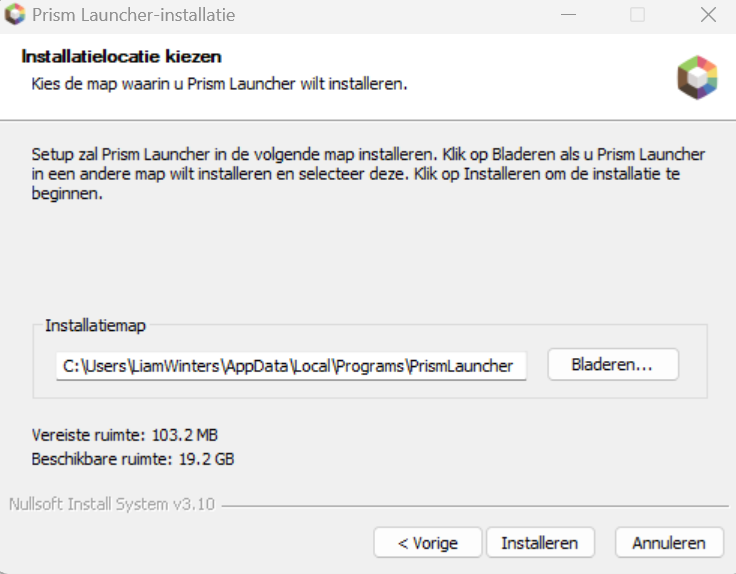 Prism Launcher-installatie
Installatielocatie kiezen
Kies de map waarin u Prism Launcher wilt installeren.
Setup zal Prism Launcher in de volgende map installeren. Klik op Bladeren als u Prism Launcher
in een andere map wilt installeren en selecteer deze. Klik op Installeren om de installatie te
beginnen.
Installatiemap
C:\Users\LiamWinters\AppData\Local\Programs\PrismLauncher
Bladeren...
Vereiste ruimte: 103.2 MB
Beschikbare ruimte: 19.2 GB
Nullsoft Install System v3.10
< Vorige
Installeren
Annuleren